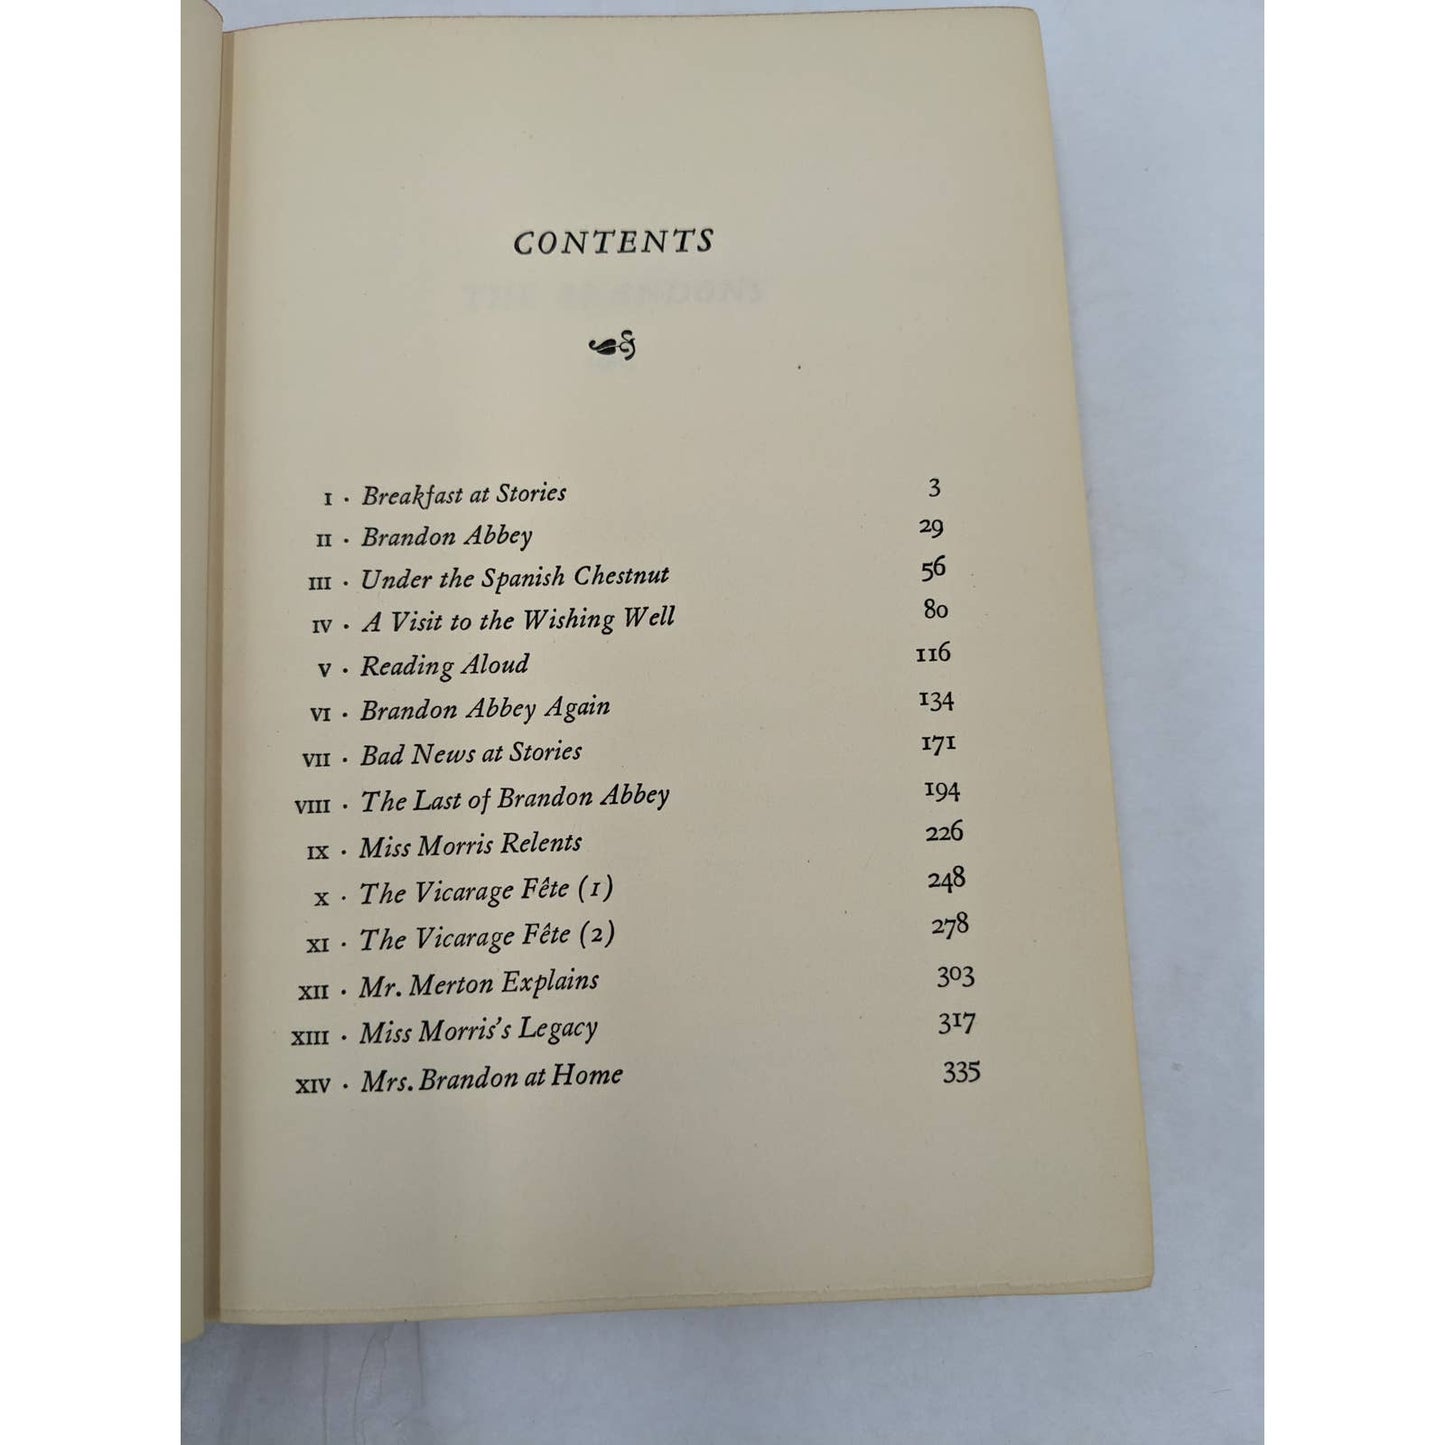 CONTENTS
I · Breakfast at Stories 3
II · Brandon Abbey 29
III · Under the Spanish Chestnut 56
IV · A Visit to the Wishing Well 80
V · Reading Aloud 116
VI · Brandon Abbey Again 134
VII · Bad News at Stories 171
VIII · The Last of Brandon Abbey 194
IX · Miss Morris Relents 226
X · The Vicarage Fête (1) 248
XI · The Vicarage Fête (2) 278
XII · Mr. Merton Explains 303
XIII · Miss Morris's Legacy 317
XIV · Mrs. Brandon at Home 335